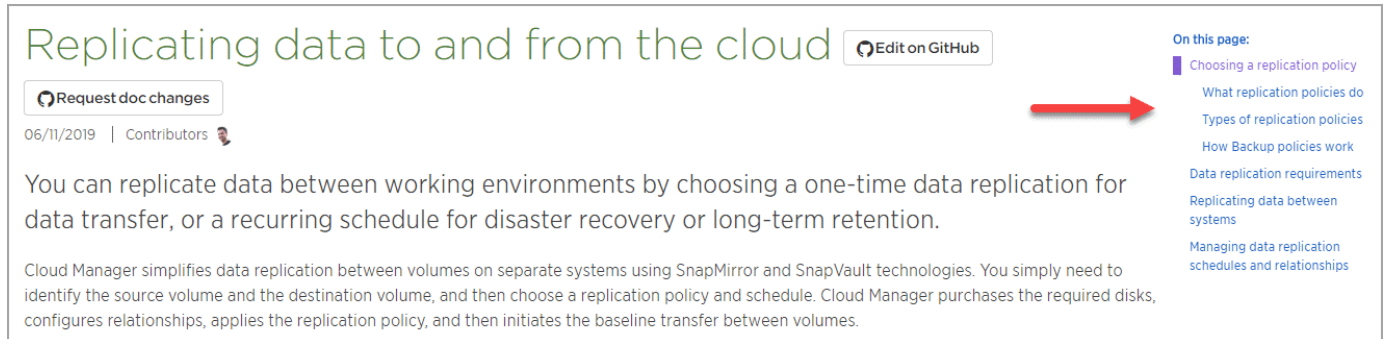 Replicating data to and from the cloud
Edit on GitHub
Request doc changes
06/11/2019 | Contributors
You can replicate data between working environments by choosing a one-time data replication for
data transfer, or a recurring schedule for disaster recovery or long-term retention.
Cloud Manager simplifies data replication between volumes on separate systems using SnapMirror and SnapVault technologies. You simply need to
identify the source volume and the destination volume, and then choose a replication policy and schedule. Cloud Manager purchases the required disks,
configures relationships, applies the replication policy, and then initiates the baseline transfer between volumes.
On this page:
Choosing a replication policy
What replication policies do
Types of replication policies
How Backup policies work
Data replication requirements
Replicating data between
systems
Managing data replication
schedules and relationships